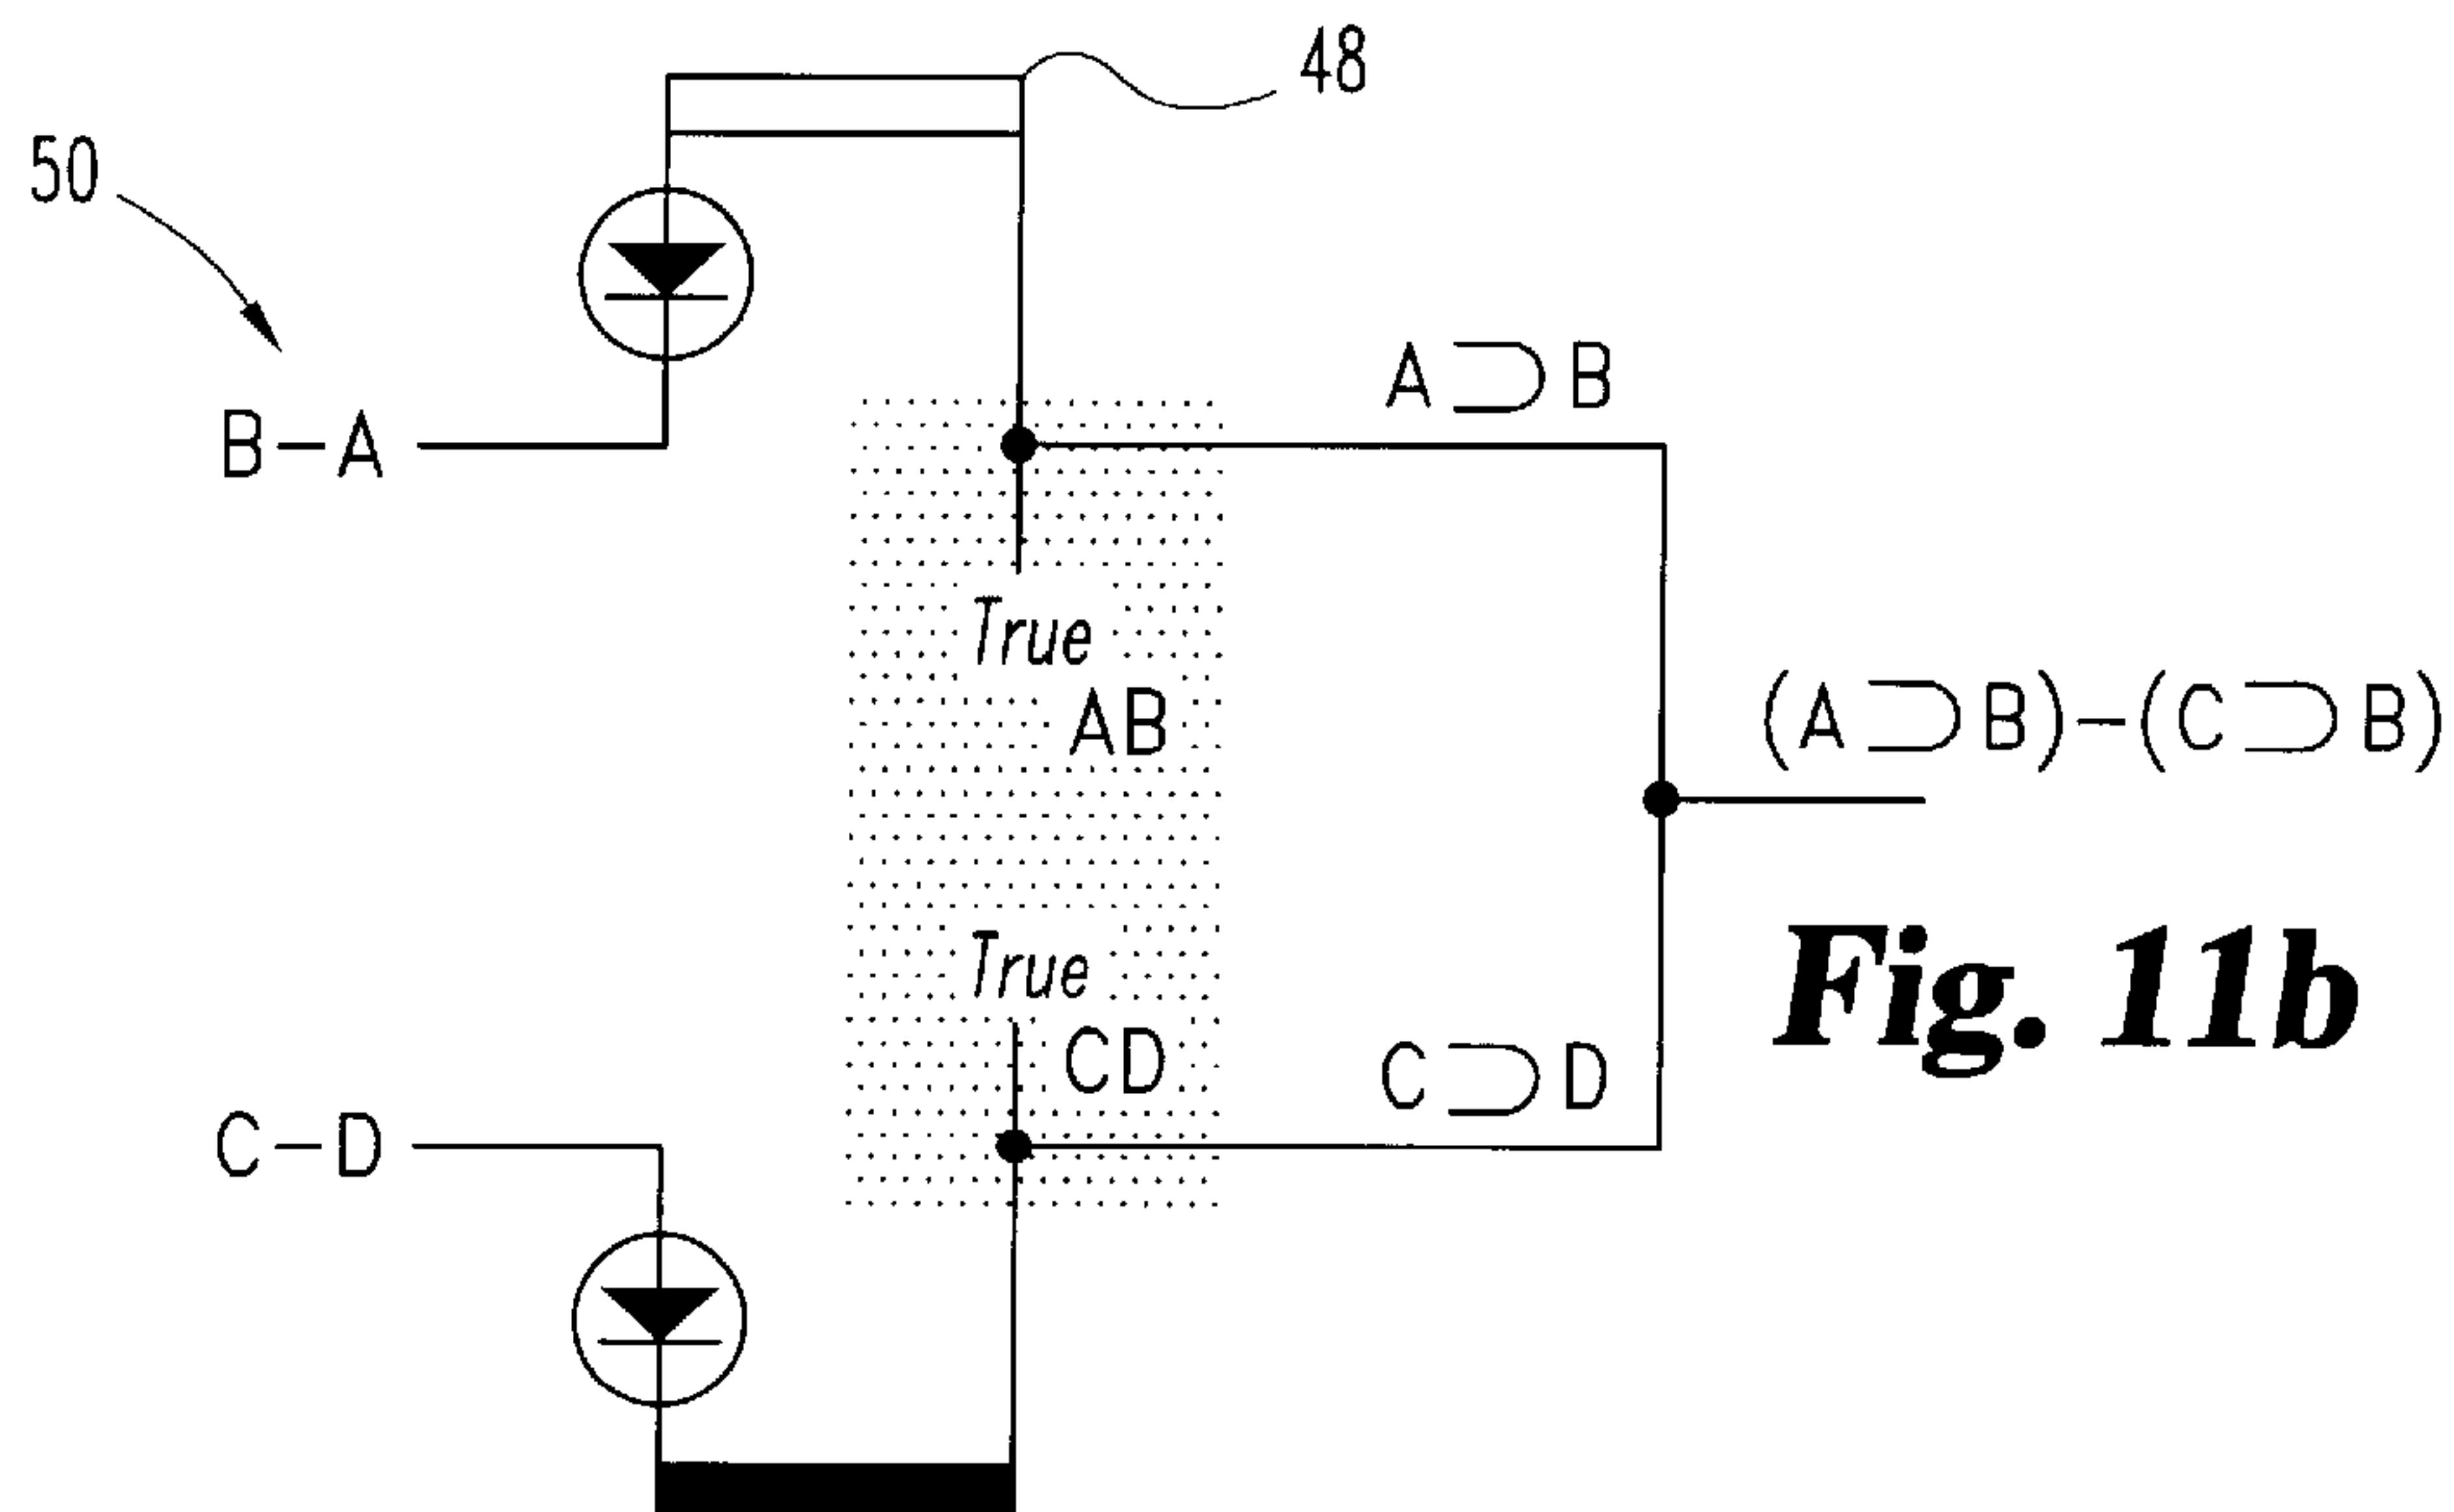 48
50
A ⊃ B
B-A
True
AB
(A ⊃ B)-(C ⊃ B)
True
Fig. 11b
CD
C ⊃ D
C-D